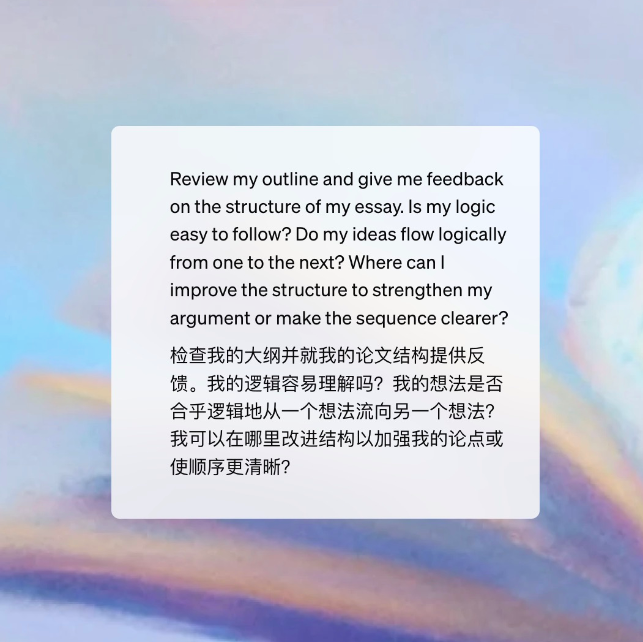 Review my outline and give me feedback
on the structure of my essay. Is my logic
easy to follow? Do my ideas flow logically
from one to the next? Where can I
improve the structure to strengthen my
argument or make the sequence clearer?
检查我的大纲并就我的论文结构提供反
馈。我的逻辑容易理解吗？我的想法是否
合乎逻辑地从一个想法流向另一个想法？
我可以在哪里改进结构以加强我的论点或
使顺序更清晰？